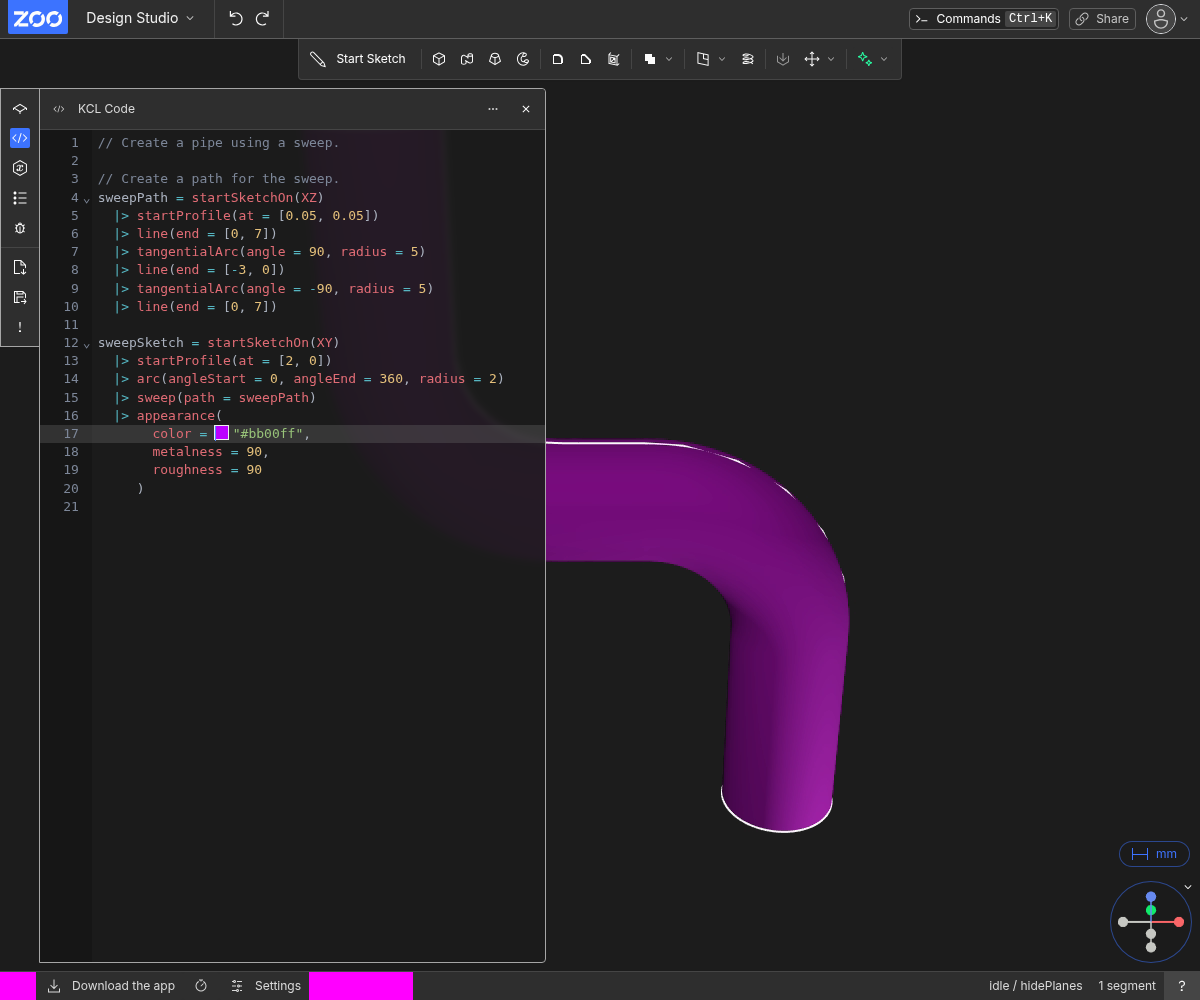 ZOO Design Studio Commands Ctrl+K Share
Start Sketch
KCL Code
1 // Create a pipe using a sweep.
2
3 // Create a path for the sweep.
4 sweepPath = startSketchOn(XZ)
5 |> startProfile(at = [0.05, 0.05])
6 |> line(end = [0, 7])
7 |> tangentialArc(angle = 90, radius = 5)
8 |> line(end = [-3, 0])
9 |> tangentialArc(angle = -90, radius = 5)
10 |> line(end = [0, 7])
11
12 sweepSketch = startSketchOn(XY)
13 |> startProfile(at = [2, 0])
14 |> arc(angleStart = 0, angleEnd = 360, radius = 2)
15 |> sweep(path = sweepPath)
16 |> appearance(
17 color = "#bb00ff",
18 metalness = 90,
19 roughness = 90
20 )
21
mm
Download the app Settings idle / hidePlanes 1 segment ?